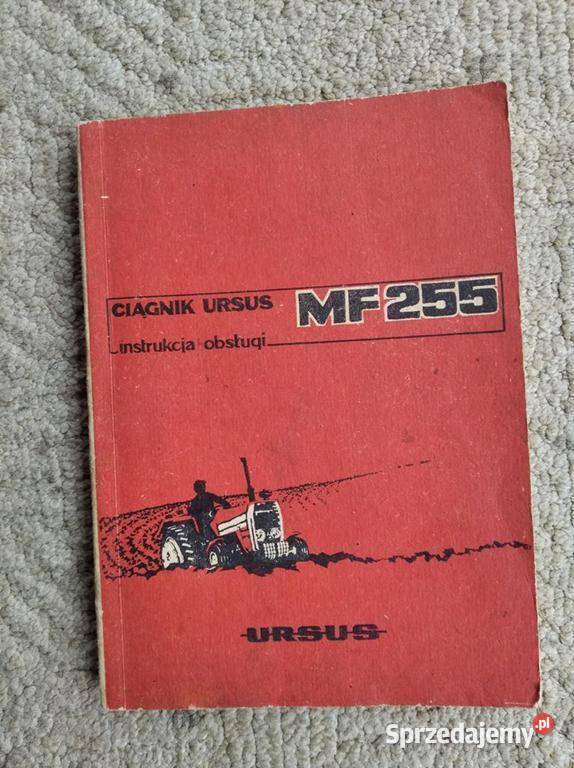 CIĄGNIK URSUS MF 255
instrukcja obsługi
URSUS
Sprzedajemy.pl